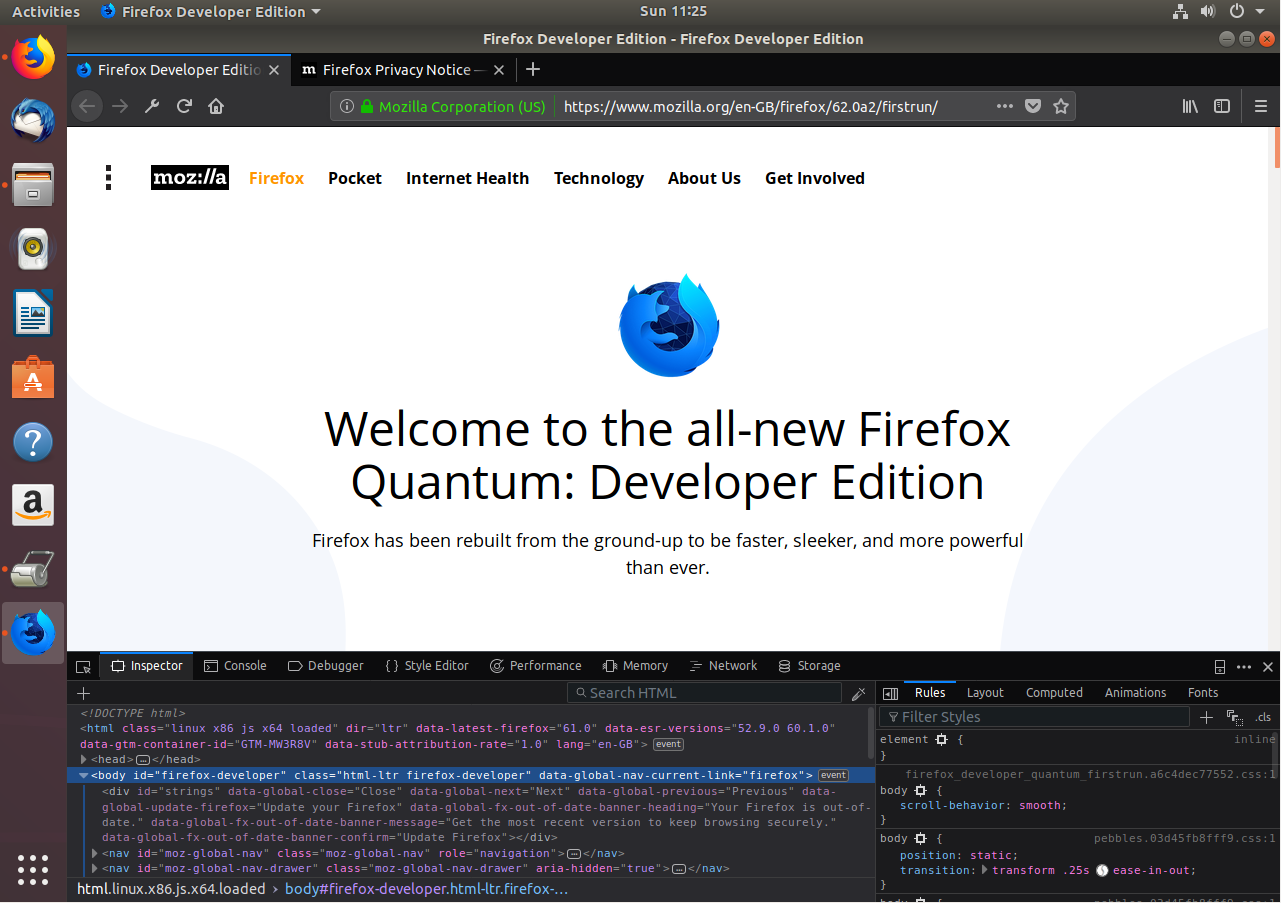 Activities Firefox Developer Edition Sun 11:25
Firefox Developer Edition - Firefox Developer Edition
Firefox Developer Editio m Firefox Privacy Notice —
Mozilla Corporation (US) https://www.mozilla.org/en-GB/firefox/62.0a2/firstrun/
moz://a Firefox Pocket Internet Health Technology About Us Get Involved
Welcome to the all-new Firefox
Quantum: Developer Edition
Firefox has been rebuilt from the ground-up to be faster, sleeker, and more powerful
than ever.
Inspector Console Debugger {} Style Editor Performance Memory Network Storage
Search HTML
<!DOCTYPE html>
<html class="linux x86 js x64 loaded" dir="ltr" data-latest-firefox="61.0" data-esr-versions="52.9.0 60.1.0"
data-gtm-container-id="GTM-MW3R8V" data-stub-attribution-rate="1.0" lang="en-GB"> event
<head>…</head>
<body id="firefox-developer" class="html-ltr firefox-developer" data-global-nav-current-link="firefox"> event
<div id="strings" data-global-close="Close" data-global-next="Next" data-global-previous="Previous" data-
global-update-firefox="Update your Firefox" data-global-fx-out-of-date-banner-heading="Your Firefox is out-of-
date." data-global-fx-out-of-date-banner-message="Get the most recent version to keep browsing securely."
data-global-fx-out-of-date-banner-confirm="Update Firefox"></div>
<nav id="moz-global-nav" class="moz-global-nav" role="navigation">…</nav>
<nav id="moz-global-nav-drawer" class="moz-global-nav-drawer" aria-hidden="true">…</nav>
html.linux.x86.js.x64.loaded › body#firefox-developer.html-ltr.firefox-…
Rules Layout Computed Animations Fonts
Filter Styles .cls
element { inline
}
firefox_developer_quantum_firstrun.a6c4dec77552.css:1
body {
scroll-behavior: smooth;
}
body { pebbles.03d45fb8fff9.css:1
position: static;
transition: transform .25s ease-in-out;
}
body { pebbles.03d45fb8fff9.css:1